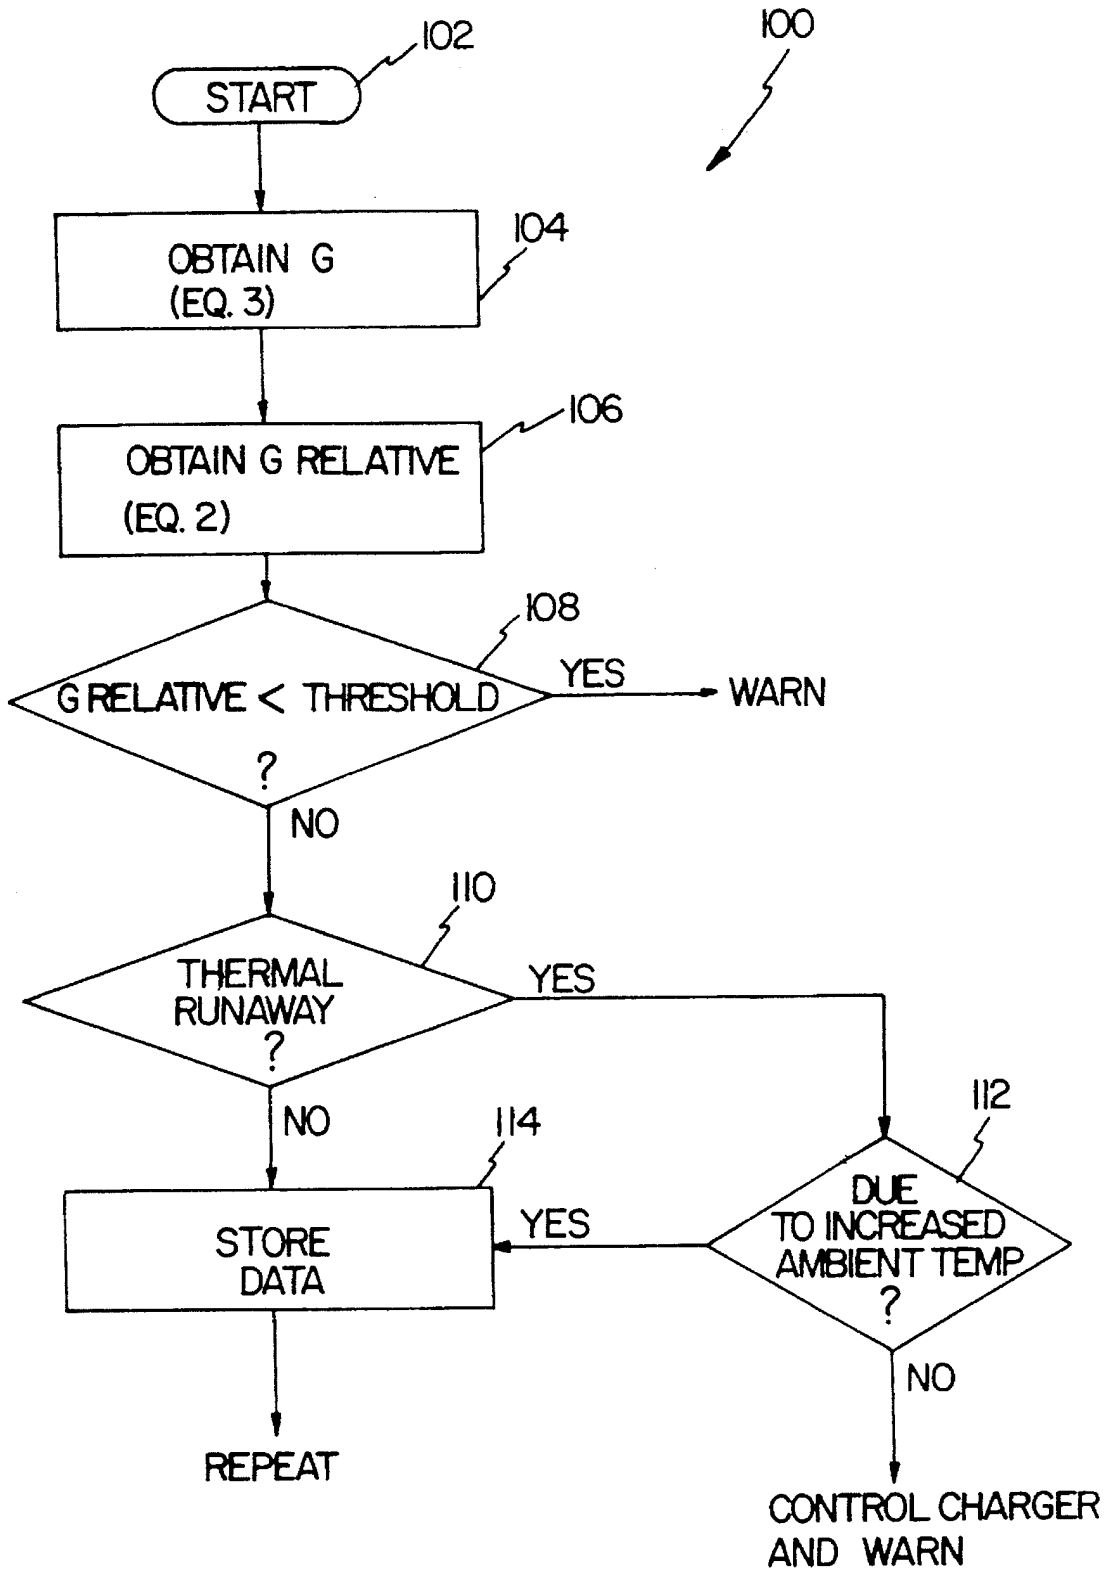 102
100
START
104
OBTAIN G
(EQ. 3)
106
OBTAIN G RELATIVE
(EQ. 2)
108
YES
G RELATIVE < THRESHOLD
WARN
?
NO
110
THERMAL
RUNAWAY
?
YES
NO
114
112
STORE
DATA
YES
DUE
TO INCREASED
AMBIENT TEMP
?
NO
REPEAT
CONTROL CHARGER
AND WARN